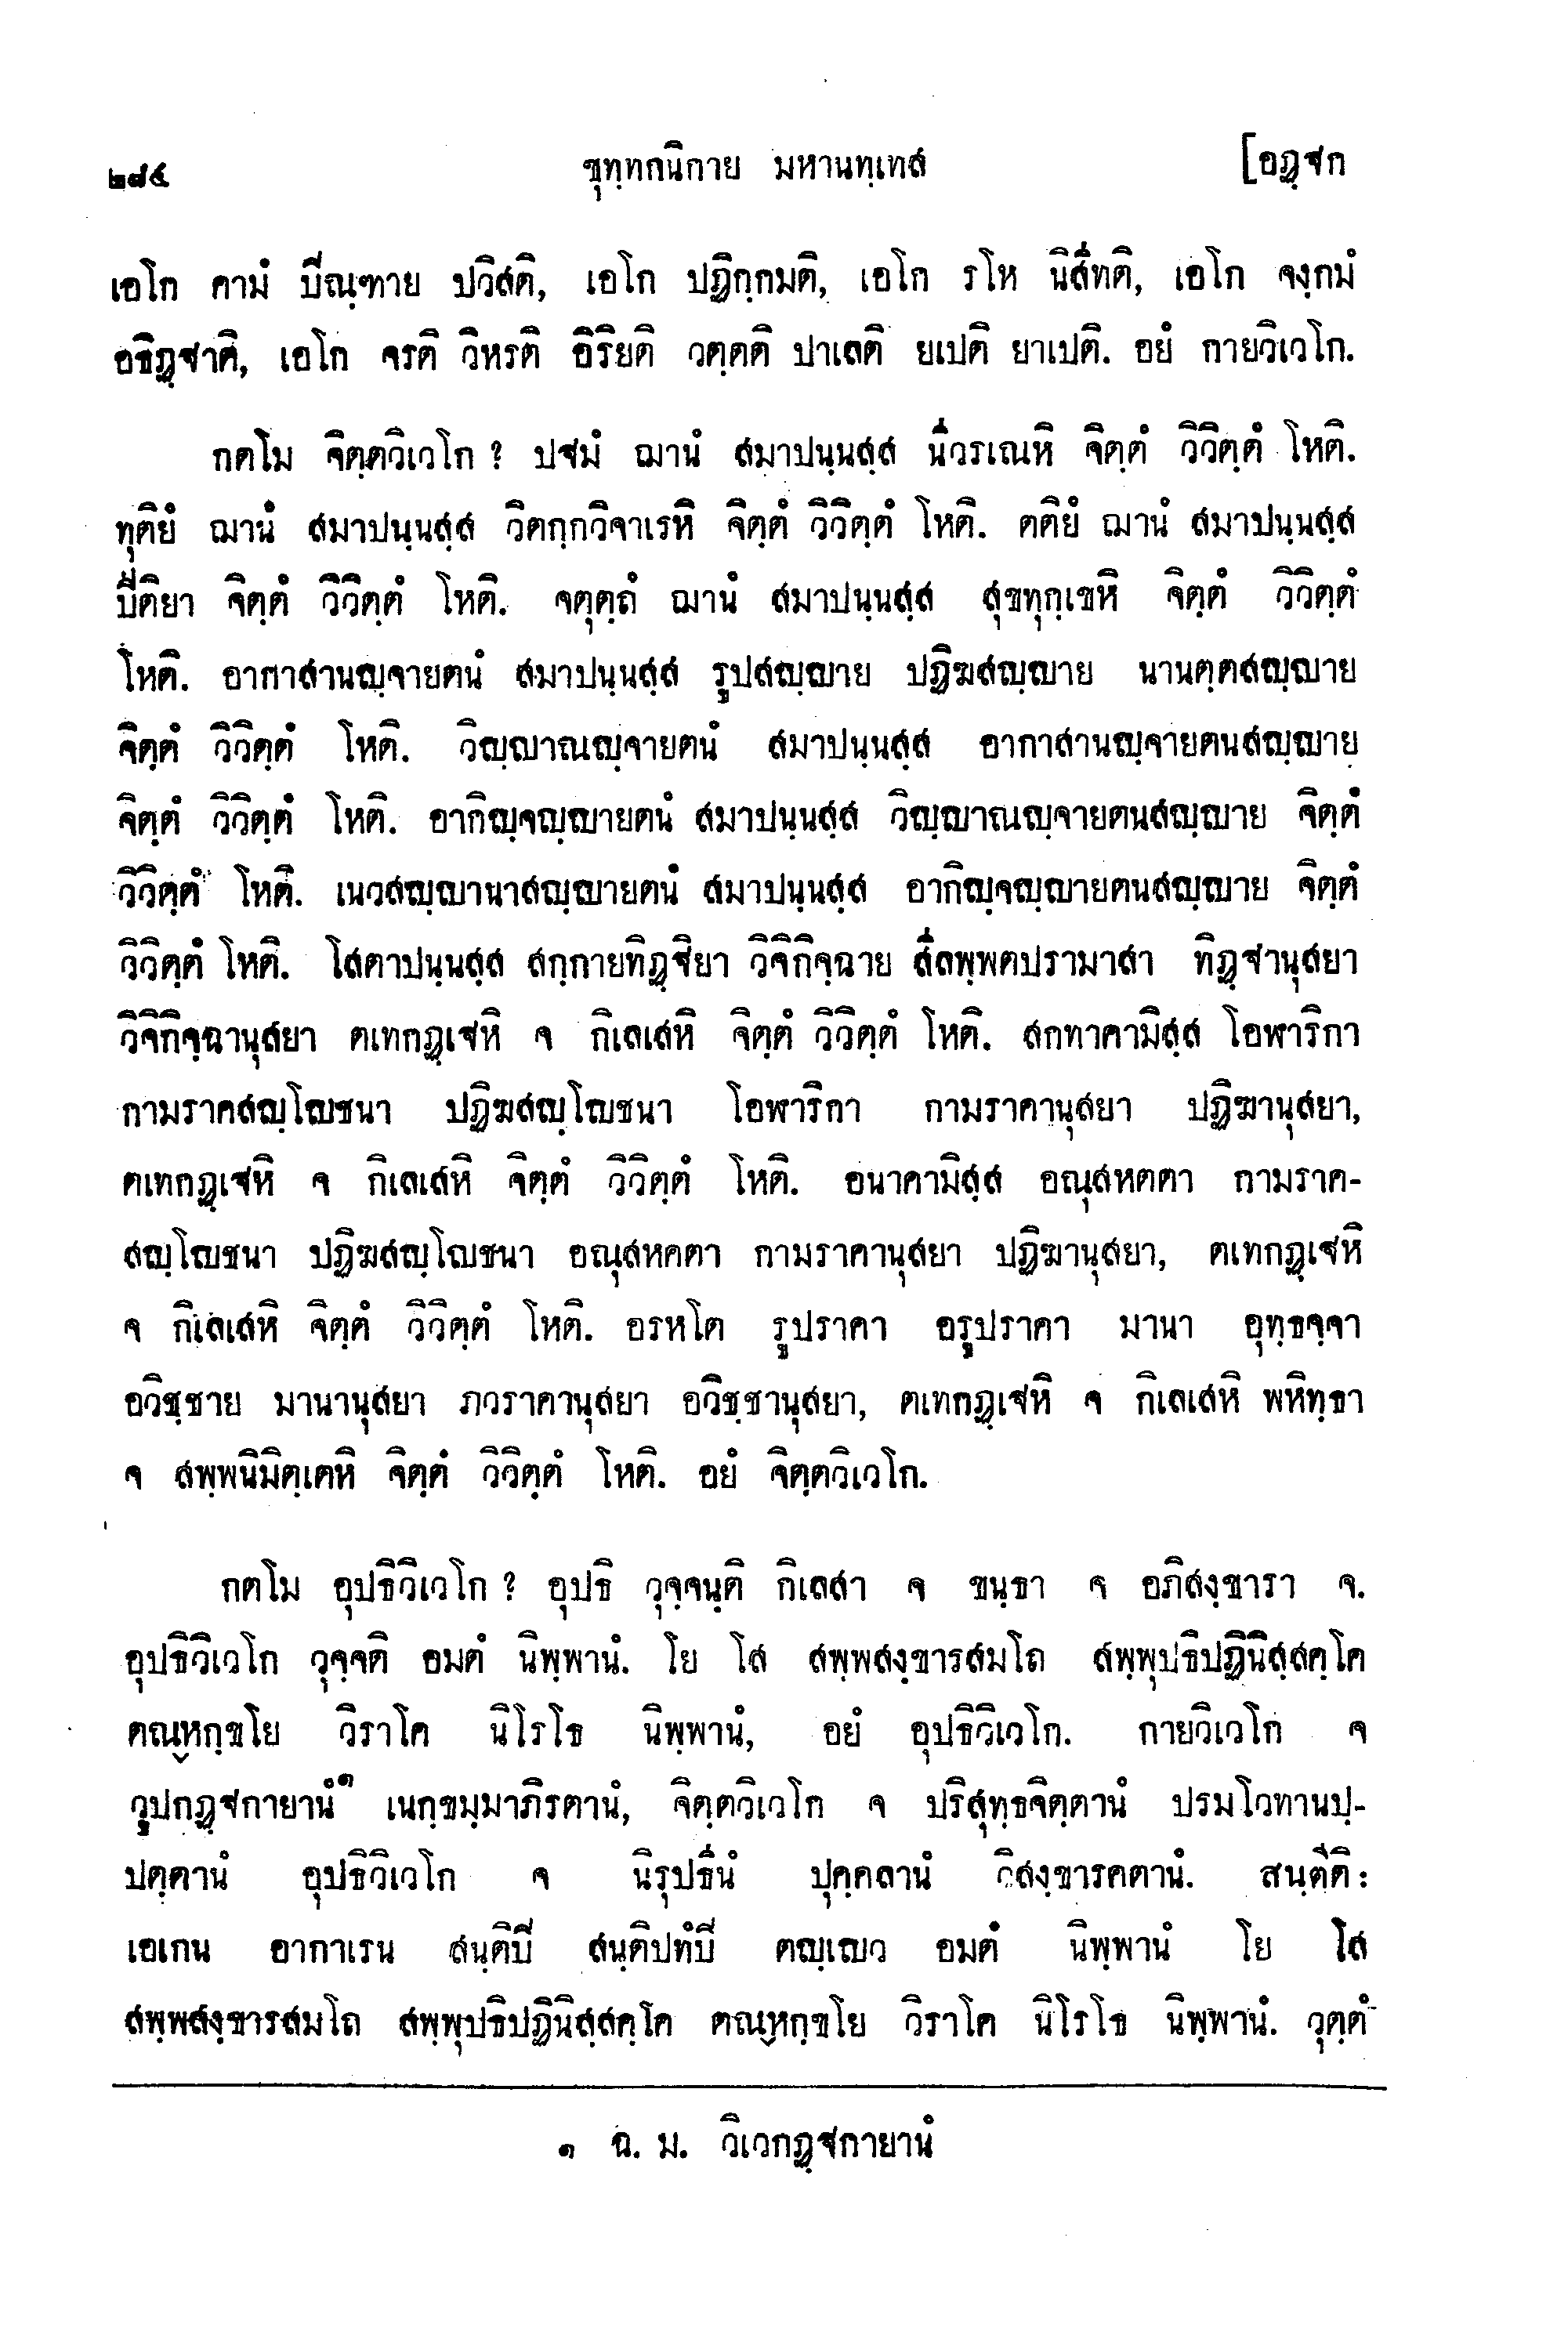 ๒๘๔ ขุทฺทกนิกาย มหานทฺเทส [อฏฺฐก
เอโก คามํ ปีณฺฑาย ปวิสติ, เอโก ปฏิกฺกมติ, เอโก รโห นิสีทติ, เอโก จงฺกมํ
อธิฏฺฐาติ, เอโก จรติ วิหรติ อิริยติ วตฺตติ ปาเลติ ยเปติ ยาเปติ. อยํ กายวิเวโก.
กตโม จิตฺตวิเวโก ? ปฐมํ ฌานํ สมาปนฺนสฺส นีวรเณหิ จิตฺตํ วิวิตฺตํ โหติ.
ทุติยํ ฌานํ สมาปนฺนสฺส วิตกฺกวิจาเรหิ จิตฺตํ วิวิตฺตํ โหติ. ตติยํ ฌานํ สมาปนฺนสฺส
ปีติยา จิตฺตํ วิวิตฺตํ โหติ. จตุตฺถํ ฌานํ สมาปนฺนสฺส สุขทุกฺเขหิ จิตฺตํ วิวิตฺตํ
โหติ. อากาสานญฺจายตนํ สมาปนฺนสฺส รูปสญฺญาย ปฏิฆสญฺญาย นานตฺตสญฺญาย
จิตฺตํ วิวิตฺตํ โหติ. วิญฺญาณญฺจายตนํ สมาปนฺนสฺส อากาสานญฺจายตนสญฺญาย
จิตฺตํ วิวิตฺตํ โหติ. อากิญฺจญฺญายตนํ สมาปนฺนสฺส วิญฺญาณญฺจายตนสญฺญาย จิตฺตํ
วิวิตฺตํ โหติ. เนวสญฺญานาสญฺญายตนํ สมาปนฺนสฺส อากิญฺจญฺญายตนสญฺญาย จิตฺตํ
วิวิตฺตํ โหติ. โสตาปนฺนสฺส สกฺกายทิฏฺฐิยา วิจิกิจฺฉาย สีลพฺพตปรามาสา ทิฏฺฐานุสยา
วิจิกิจฺฉานุสยา ตเทกฏฺเฐหิ จ กิเลเสหิ จิตฺตํ วิวิตฺตํ โหติ. สกทาคามิสฺส โอฬาริกา
กามราคสญฺโญชนา ปฏิฆสญฺโญชนา โอฬาริกา กามราคานุสยา ปฏิฆานุสยา,
ตเทกฏฺเฐหิ จ กิเลเสหิ จิตฺตํ วิวิตฺตํ โหติ. อนาคามิสฺส อณุสหคตา กามราค-
สญฺโญชนา ปฏิฆสญฺโญชนา อณุสหคตา กามราคานุสยา ปฏิฆานุสยา, ตเทกฏฺเฐหิ
จ กิเลเสหิ จิตฺตํ วิวิตฺตํ โหติ. อรหโต รูปราคา อรูปราคา มานา อุทฺธจฺจา
อวิชฺชาย มานานุสยา ภวราคานุสยา อวิชฺชานุสยา, ตเทกฏฺเฐหิ จ กิเลเสหิ พหิทฺธา
จ สพฺพนิมิตฺเตหิ จิตฺตํ วิวิตฺตํ โหติ. อยํ จิตฺตวิเวโก.
กตโม อุปธิวิเวโก ? อุปธิ วุจฺจนฺติ กิเลสา จ ขนฺธา จ อภิสงฺขารา จ.
อุปธิวิเวโก วุจฺจติ อมตํ นิพฺพานํ. โย โส สพฺพสงฺขารสมโถ สพฺพุปธิปฏินิสฺสคฺโค
ตณฺหกฺขโย วิราโค นิโรโธ นิพฺพานํ, อยํ อุปธิวิเวโก. กายวิเวโก จ
วูปกฏฺฐกายานํ๑ เนกฺขมฺมาภิรตานํ, จิตฺตวิเวโก จ ปริสุทฺธจิตฺตานํ ปรมโวทานปฺ-
ปตฺตานํ อุปธิวิเวโก จ นิรุปธีนํ ปุคฺคลานํ วิสงฺขารคตานํ. สนฺตีติ:
เอเกน อากาเรน สนฺติปี สนฺติปทํปี ตญฺเญว อมตํ นิพฺพานํ โย โส
สพฺพสงฺขารสมโถ สพฺพุปธิปฏินิสฺสคฺโค ตณฺหกฺขโย วิราโค นิโรโธ นิพฺพานํ. วุตฺตํ
๑ ฉ. ม. วิเวกฏฺฐกายานํ